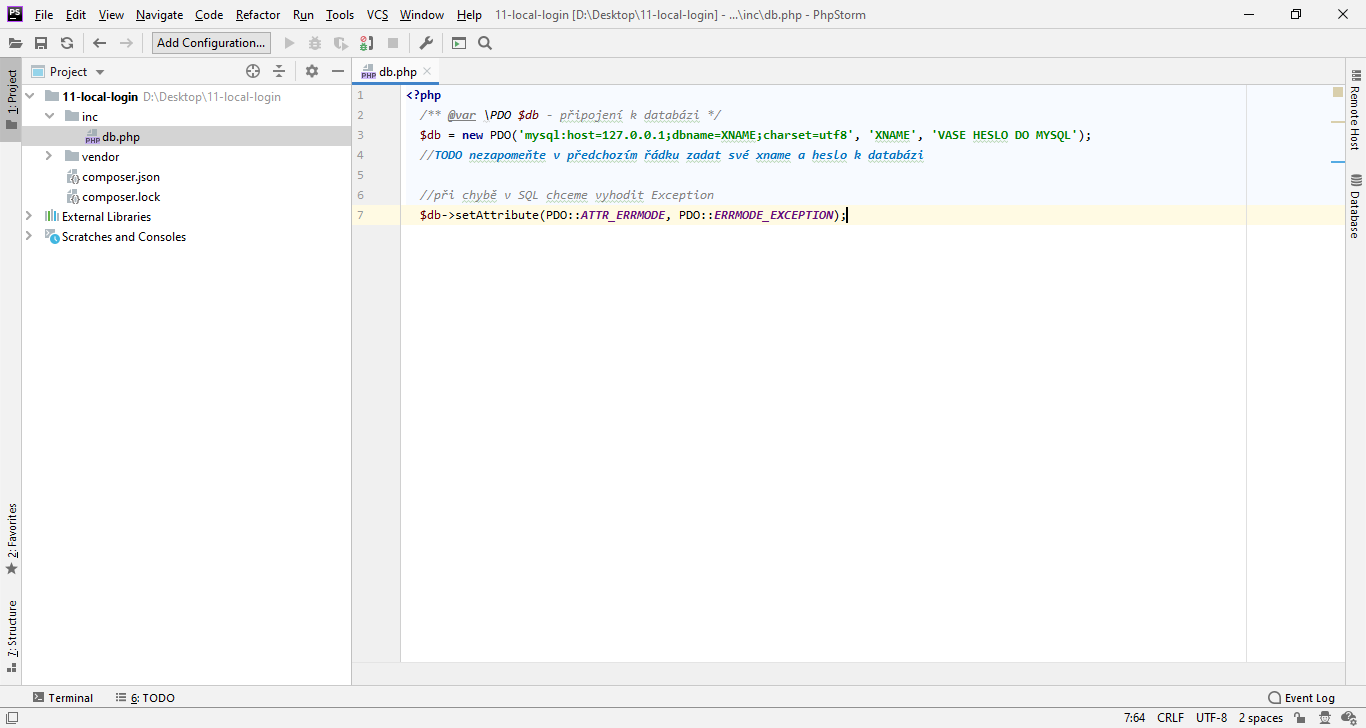 PS File Edit View Navigate Code Refactor Run Tools VCS Window Help 11-local-login [D:\Desktop\11-local-login] - ...\inc\db.php - PhpStorm
Add Configuration...
1: Project
Project
db.php
11-local-login D:\Desktop\11-local-login
inc
db.php
vendor
composer.json
composer.lock
External Libraries
Scratches and Consoles
1 <?php
2 /** @var \PDO $db - připojení k databázi */
3 $db = new PDO('mysql:host=127.0.0.1;dbname=XNAME;charset=utf8', 'XNAME', 'VASE HESLO DO MYSQL');
4 //TODO nezapomeňte v předchozím řádku zadat své xname a heslo k databázi
5
6 //při chybě v SQL chceme vyhodit Exception
7 $db->setAttribute(PDO::ATTR_ERRMODE, PDO::ERRMODE_EXCEPTION);
Remote Host
Database
2: Favorites
7: Structure
Terminal 6: TODO Event Log
7:64 CRLF UTF-8 2 spaces